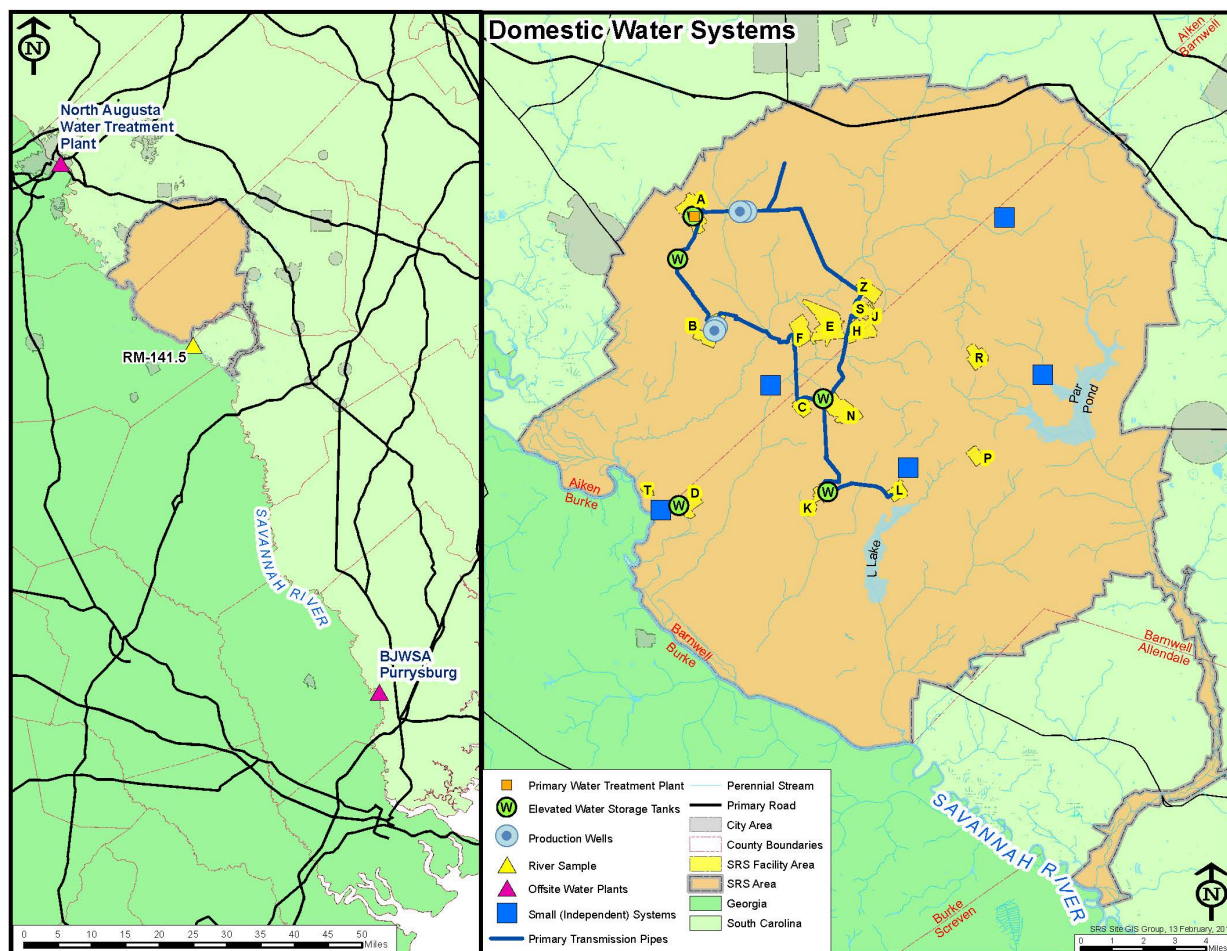 N
North Augusta
Water Treatment
Plant
RM-141.5
SAVANNAH RIVER
BJWSA
Purrysburg
0 5 10 15 20 25 30 35 40 45 50
Miles
Domestic Water Systems
Aiken
Barnwell
A
W
W
Z
S
J
B
F
E
H
R
Par
Pond
W
C
N
P
Aiken
Burke
T
D
W
W
K
L
L Lake
Barnwell
Burke
Barnwell
Allendale
SAVANNAH RIVER
Burke
Screven
N
Primary Water Treatment Plant
W Elevated Water Storage Tanks
Production Wells
River Sample
Offsite Water Plants
Small (Independent) Systems
Primary Transmission Pipes
Perennial Stream
Primary Road
City Area
County Boundaries
SRS Facility Area
SRS Area
Georgia
South Carolina
SRS Site GIS Group, 13 February, 20
0 1 2 3 4
Miles